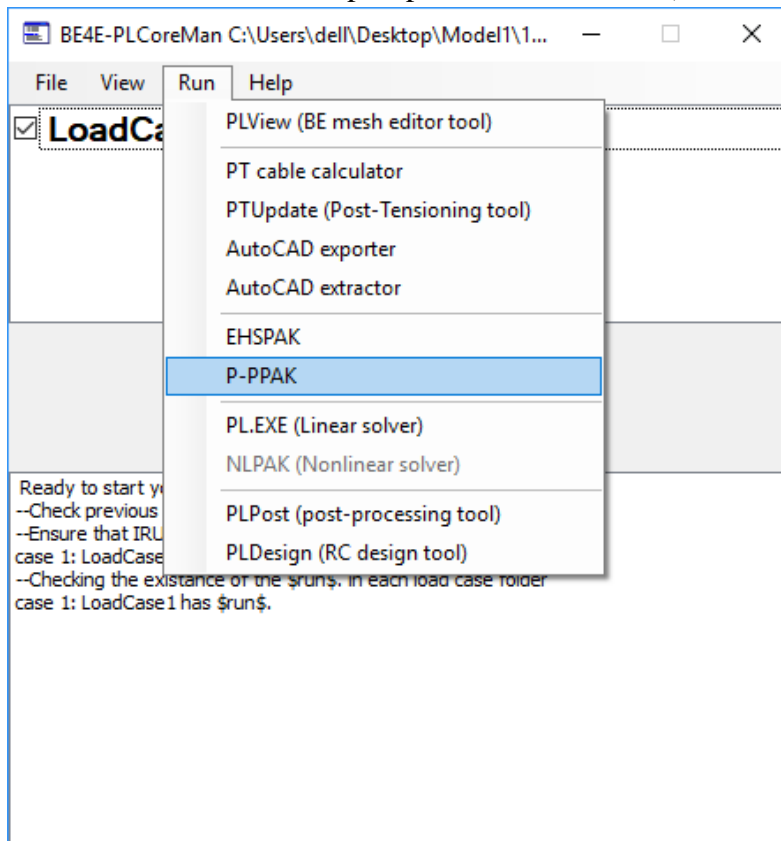 BE4E-PLCoreMan C:\Users\dell\Desktop\Model1\1...
File View Run Help
LoadCa
PLView (BE mesh editor tool)
PT cable calculator
PTUpdate (Post-Tensioning tool)
AutoCAD exporter
AutoCAD extractor
EHSPAK
P-PPAK
PL.EXE (Linear solver)
NLPAK (Nonlinear solver)
PLPost (post-processing tool)
PLDesign (RC design tool)
Ready to start y
--Check previous
--Ensure that IRU
case 1: LoadCase
--Checking the existance of the $run$. in each load case folder
case 1: LoadCase1 has $run$.